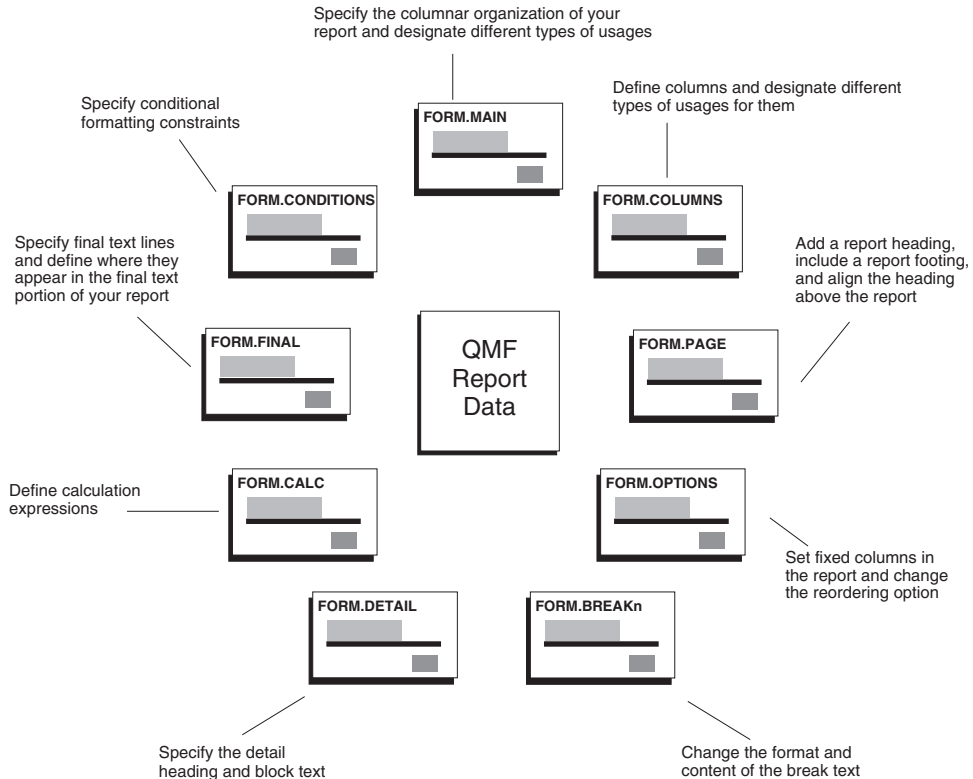 Specify the columnar organization of your
report and designate different types of usages
Define columns and designate different
types of usages for them
Specify conditional
formatting constraints
FORM.MAIN
FORM.CONDITIONS
FORM.COLUMNS
Specify final text lines
and define where they
appear in the final text
portion of your report
Add a report heading,
include a report footing,
and align the heading
above the report
FORM.FINAL
QMF
Report
Data
FORM.PAGE
Define calculation
expressions
FORM.CALC
FORM.OPTIONS
Set fixed columns in
the report and change
the reordering option
FORM.DETAIL
FORM.BREAKn
Specify the detail
heading and block text
Change the format and
content of the break text